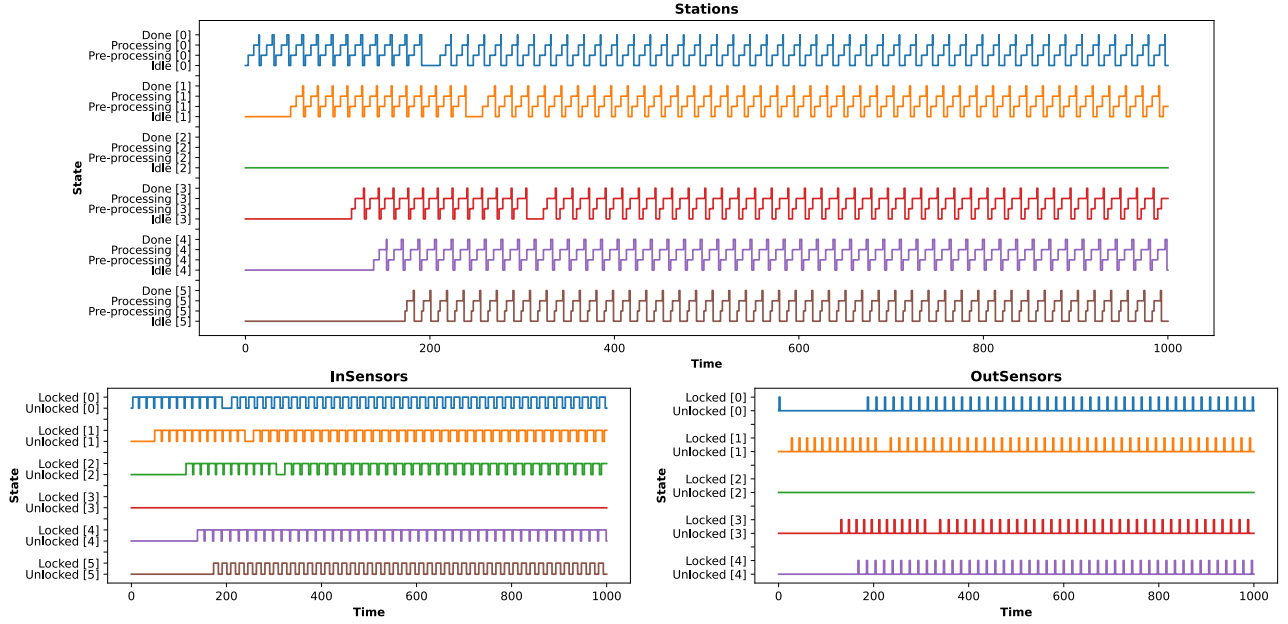 Stations
Done [0]
Processing [0]
Pre-processing [0]
Idle [0]
Done [1]
Processing [1]
Pre-processing [1]
Idle [1]
Done [2]
Processing [2]
Pre-processing [2]
Idle [2]
Done [3]
Processing [3]
Pre-processing [3]
Idle [3]
Done [4]
Processing [4]
Pre-processing [4]
Idle [4]
Done [5]
Processing [5]
Pre-processing [5]
Idle [5]
State
0 200 400 600 800 1000
Time
InSensors
Locked [0]
Unlocked [0]
Locked [1]
Unlocked [1]
Locked [2]
Unlocked [2]
Locked [3]
Unlocked [3]
Locked [4]
Unlocked [4]
Locked [5]
Unlocked [5]
State
0 200 400 600 800 1000
Time
OutSensors
Locked [0]
Unlocked [0]
Locked [1]
Unlocked [1]
Locked [2]
Unlocked [2]
Locked [3]
Unlocked [3]
Locked [4]
Unlocked [4]
State
0 200 400 600 800 1000
Time